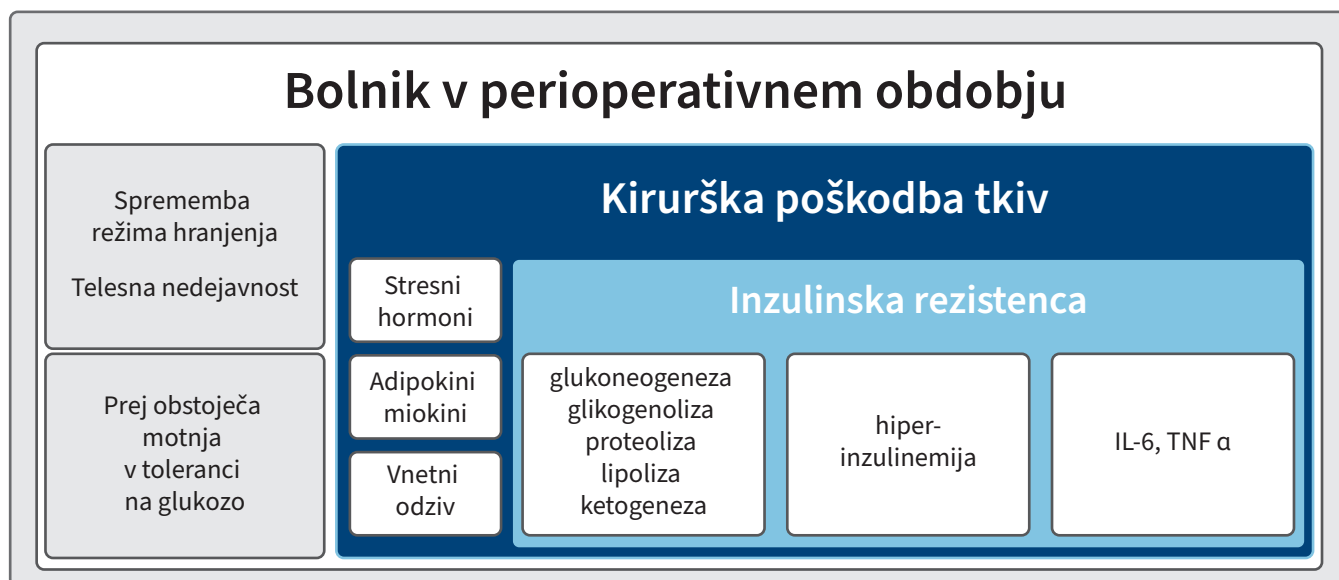 Bolnik v perioperativnem obdobju
Sprememba
režima hranjenja
Telesna nedejavnost
Prej obstoječa
motnja
v toleranci
na glukozo
Kirurška poškodba tkiv
Stresni
hormoni
Adipokini
miokini
Vnetni
odziv
Inzulinska rezistenca
glukoneogeneza
glikogenoliza
proteoliza
lipoliza
ketogeneza
hiper-
inzulinemija
IL-6, TNF α